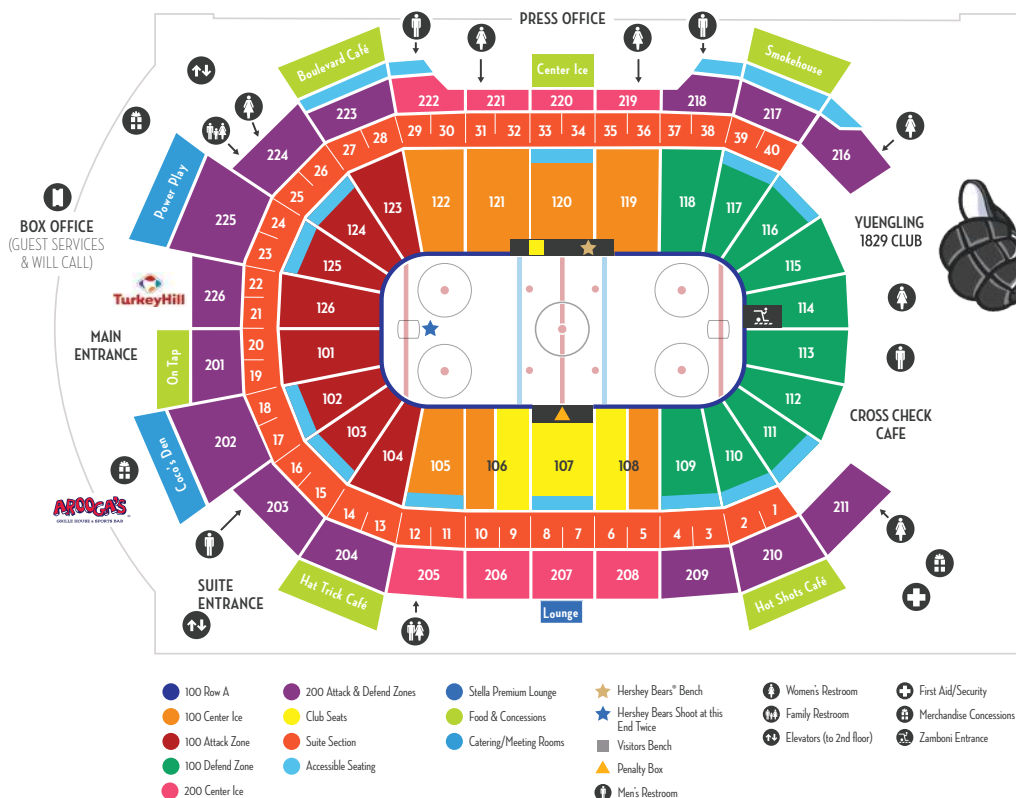 PRESS OFFICE
Boulevard Café
Center Ice
Smokehouse
222
221
220
219
218
223
217
224
216
225
226
201
202
203
204
205
206
207
208
209
210
211
28
29
30
31
32
33
34
35
36
37
38
39
40
27
26
25
24
23
22
21
20
19
18
17
16
15
14
13
12
11
10
9
8
7
6
5
4
3
2
1
123
122
121
120
119
118
117
116
115
114
113
112
111
110
109
108
107
106
105
104
103
102
101
126
125
124
Power Play
BOX OFFICE
(GUEST SERVICES
& WILL CALL)
TurkeyHill
MAIN
ENTRANCE
On Tap
Coco's Den
AROOGA'S
GRILLE HOUSE & SPORTS BAR
SUITE
ENTRANCE
Hat Trick Café
Lounge
Hot Shots Café
YUENGLING
1829 CLUB
CROSS CHECK
CAFE
100 Row A
100 Center Ice
100 Attack Zone
100 Defend Zone
200 Center Ice
200 Attack & Defend Zones
Club Seats
Suite Section
Accessible Seating
Stella Premium Lounge
Food & Concessions
Catering/Meeting Rooms
Hershey Bears® Bench
Hershey Bears Shoot at this
End Twice
Visitors Bench
Penalty Box
Men's Restroom
Women's Restroom
Family Restroom
Elevators (to 2nd floor)
First Aid/Security
Merchandise Concessions
Zamboni Entrance